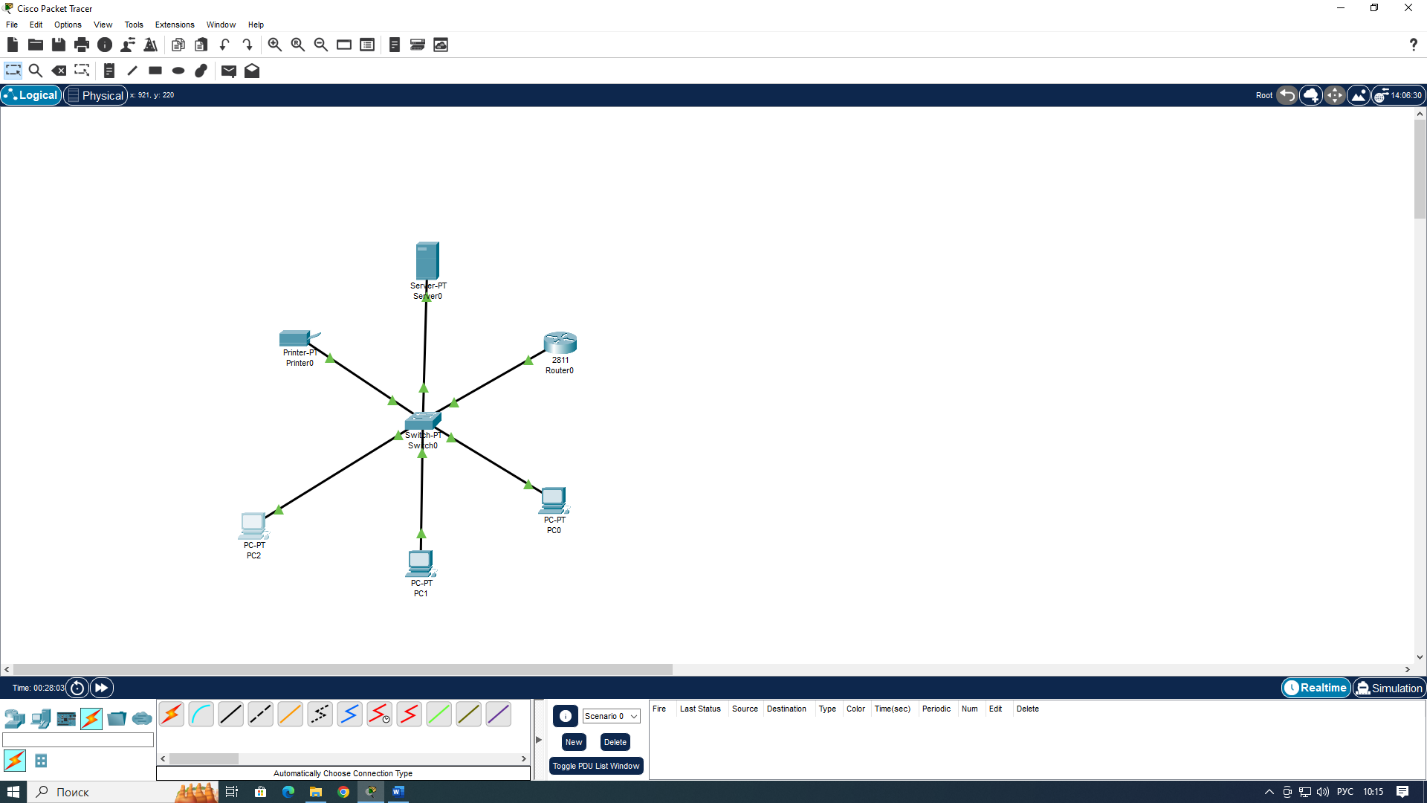 Cisco Packet Tracer
File Edit Options View Tools Extensions Window Help
?
Logical Physical x: 921, y: 220 Root 14:06:30
Server-PT
Server0
Printer-PT
Printer0
2811
Router0
Switch-PT
Switch0
PC-PT
PC0
PC-PT
PC2
PC-PT
PC1
Time: 00:28:03 Realtime Simulation
Scenario 0
Fire Last Status Source Destination Type Color Time(sec) Periodic Num Edit Delete
New Delete
Toggle PDU List Window
Automatically Choose Connection Type
Поиск РУС 10:15